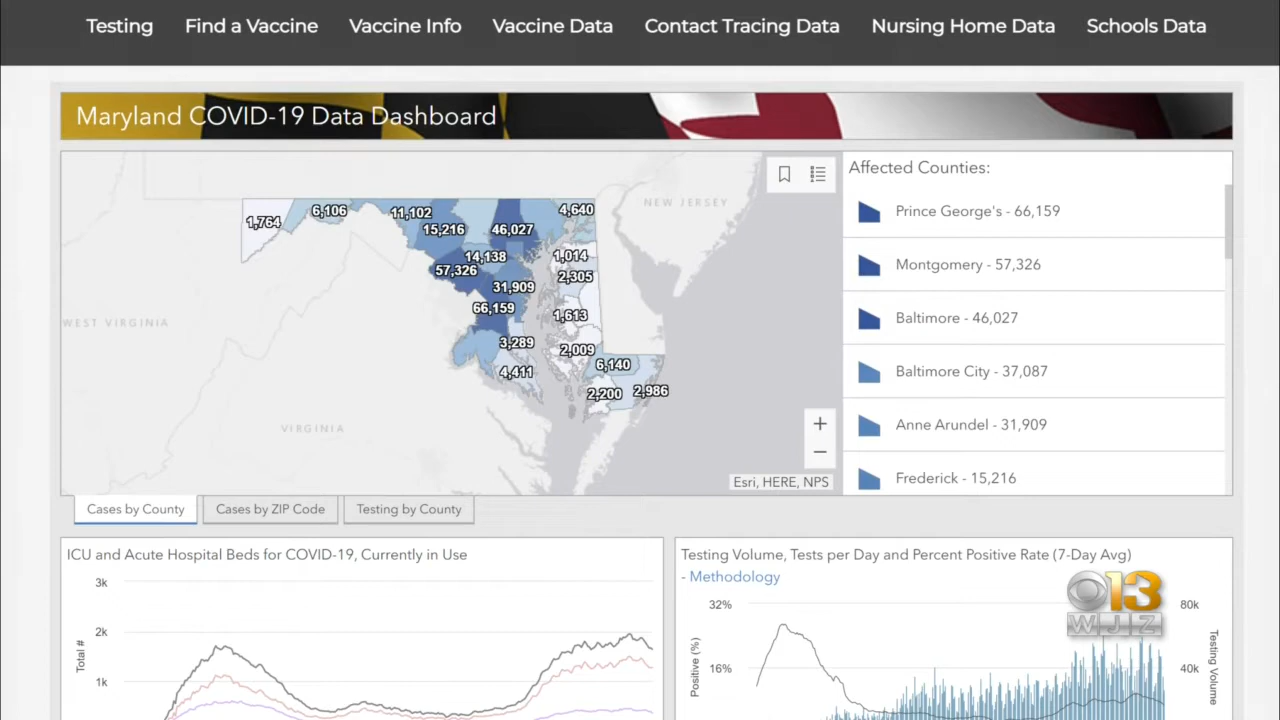 Testing Find a Vaccine Vaccine Info Vaccine Data Contact Tracing Data Nursing Home Data Schools Data
Maryland COVID-19 Data Dashboard
NEW JERSEY
WEST VIRGINIA
VIRGINIA
1,764
6,106
11,102
4,640
15,216
46,027
14,138
1,014
57,326
2,305
31,909
66,159
1,613
3,289
2,009
4,411
6,140
2,200
2,986
+
−
Esri, HERE, NPS
Affected Counties:
Prince George's - 66,159
Montgomery - 57,326
Baltimore - 46,027
Baltimore City - 37,087
Anne Arundel - 31,909
Frederick - 15,216
Cases by County Cases by ZIP Code Testing by County
ICU and Acute Hospital Beds for COVID-19, Currently in Use
3k
2k
1k
Total #
Testing Volume, Tests per Day and Percent Positive Rate (7-Day Avg)
- Methodology
32%
16%
Positive (%)
80k
40k
Testing Volume
13
WJZ